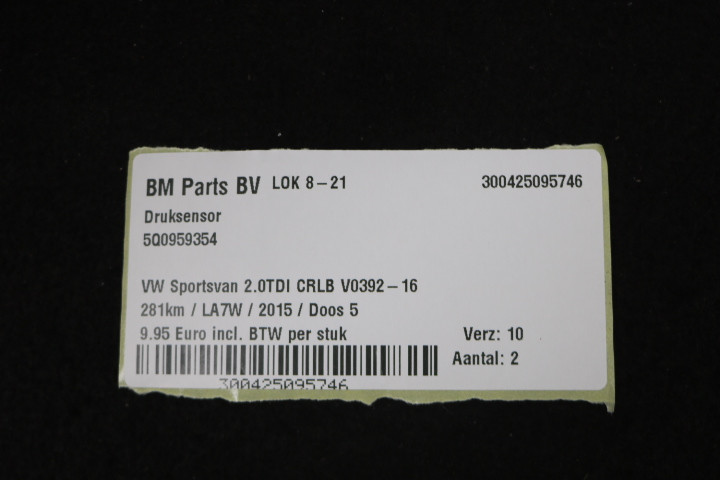 BM Parts BV LOK 8-21 300425095746
Druksensor
5Q0959354
VW Sportsvan 2.0TDI CRLB V0392-16
281km / LA7W / 2015 / Doos 5
9.95 Euro incl. BTW per stuk Verz: 10
Aantal: 2
300425095746